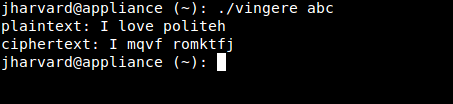 jharvard@appliance (~): ./vingere abc
plaintext: I love politeh
ciphertext: I mqvf romktfj
jharvard@appliance (~):